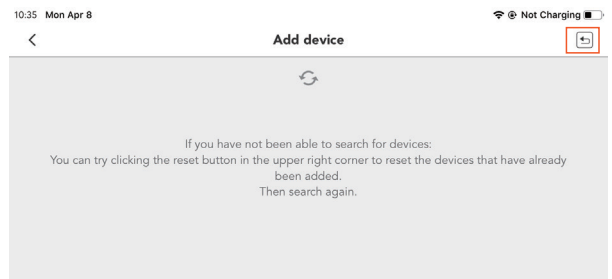 10:35 Mon Apr 8 Not Charging
Add device
If you have not been able to search for devices:
You can try clicking the reset button in the upper right corner to reset the devices that have already
been added.
Then search again.